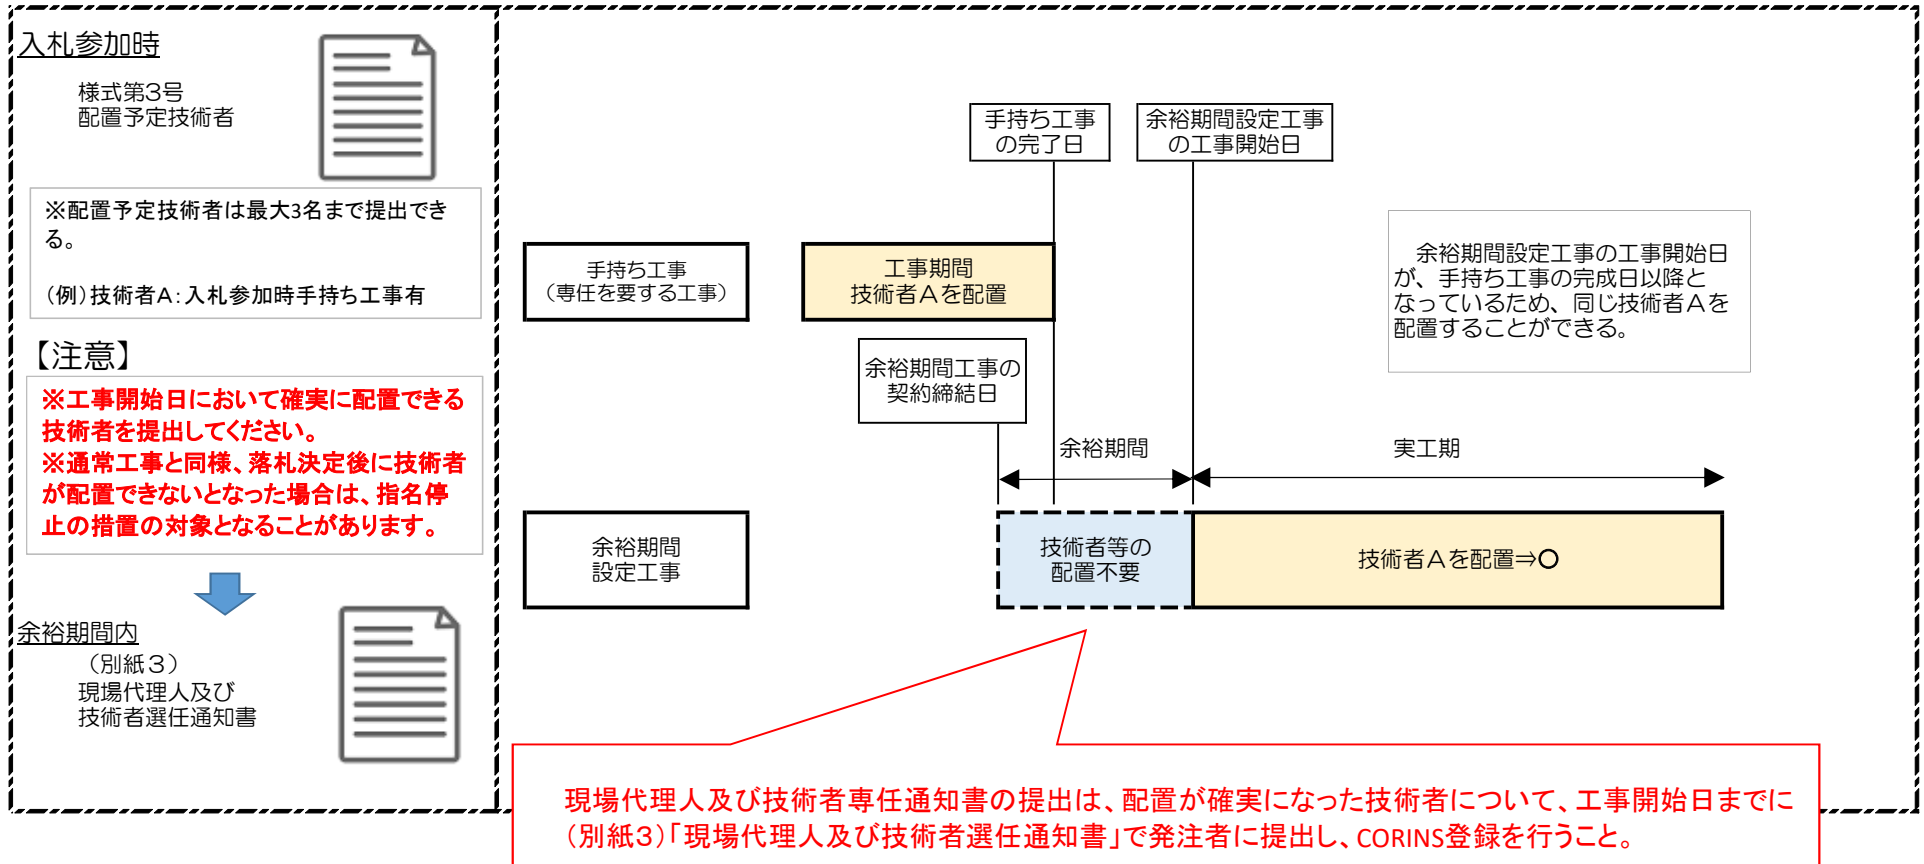 入札参加時
様式第3号
配置予定技術者
※配置予定技術者は最大3名まで提出でき
る。
（例）技術者A：入札参加時手持ち工事有
【注意】
※工事開始日において確実に配置できる
技術者を提出してください。
※通常工事と同様、落札決定後に技術者
が配置できないとなった場合は、指名停
止の措置の対象となることがあります。
余裕期間内
（別紙３）
現場代理人及び
技術者選任通知書
手持ち工事
の完了日
余裕期間設定工事
の工事開始日
手持ち工事
（専任を要する工事）
工事期間
技術者Ａを配置
余裕期間設定工事の工事開始日
が、手持ち工事の完成日以降と
なっているため、同じ技術者Ａを
配置することができる。
余裕期間工事の
契約締結日
余裕期間
実工期
余裕期間
設定工事
技術者等の
配置不要
技術者Ａを配置⇒〇
現場代理人及び技術者専任通知書の提出は、配置が確実になった技術者について、工事開始日までに
（別紙３）「現場代理人及び技術者選任通知書」で発注者に提出し、CORINS登録を行うこと。